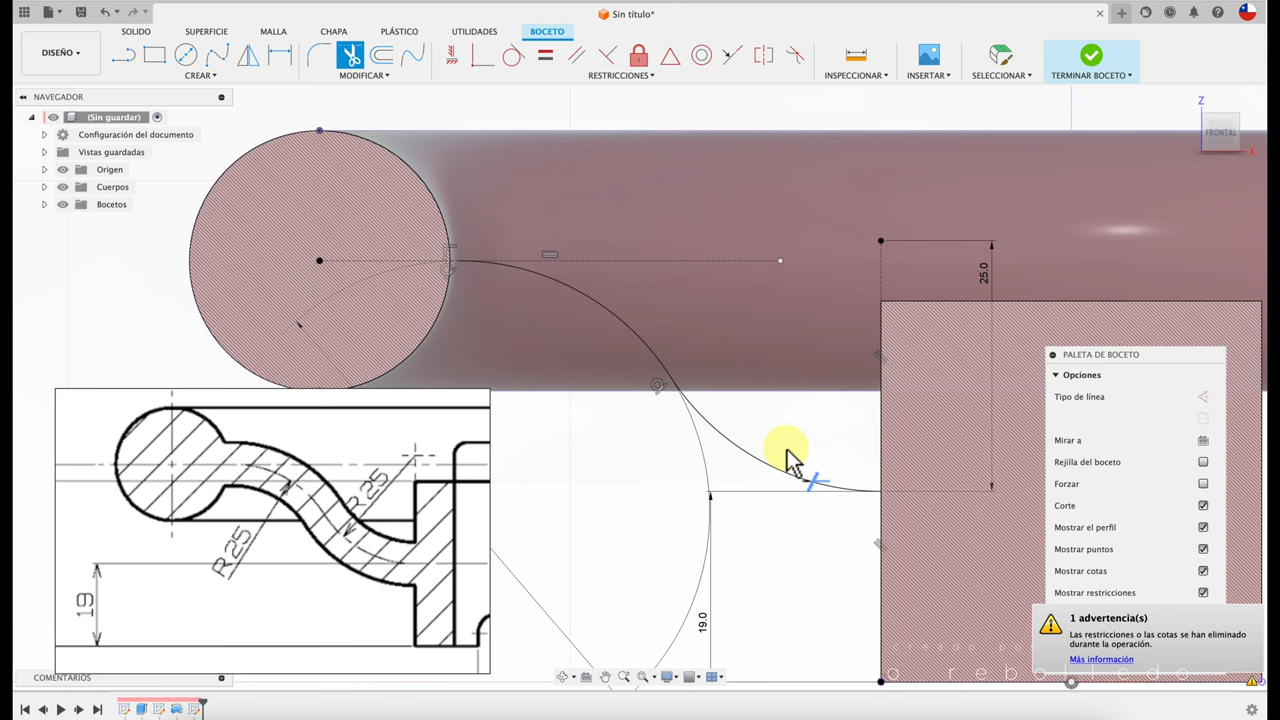 Sin título*
DISEÑO
SOLIDO SUPERFICIE MALLA CHAPA PLÁSTICO UTILIDADES BOCETO
CREAR MODIFICAR RESTRICCIONES INSPECCIONAR INSERTAR SELECCIONAR TERMINAR BOCETO
NAVEGADOR
(Sin guardar)
Configuración del documento
Vistas guardadas
Origen
Cuerpos
Bocetos
Z
FRONTAL
X
25.0
19.0
R25
R25
19
PALETA DE BOCETO
Opciones
Tipo de línea
Mirar a
Rejilla del boceto
Forzar
Corte
Mostrar el perfil
Mostrar puntos
Mostrar cotas
Mostrar restricciones
1 advertencia(s)
Las restricciones o las cotas se han eliminado
durante la operación.
Más información
COMENTARIOS